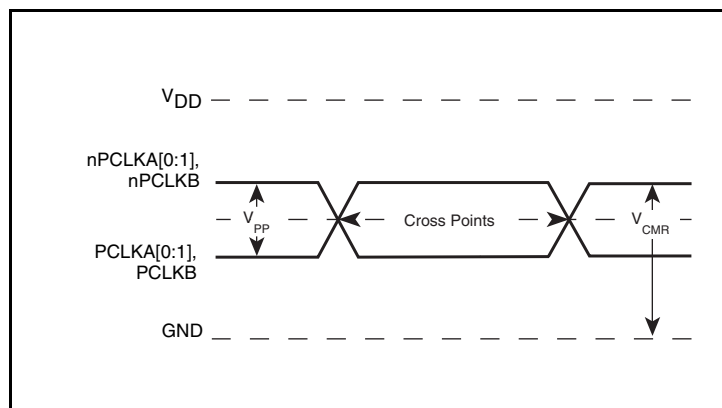 VDD
nPCLKA[0:1],
nPCLKB
VPP
Cross Points
VCMR
PCLKA[0:1],
PCLKB
GND